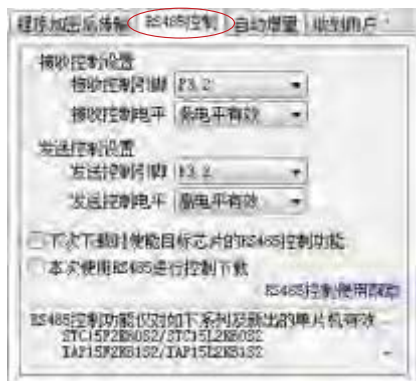 程序加密后传输 RS485控制 自动增量 收到用户
接收控制设置
接收控制引脚 P3.2
接收控制电平 高电平有效
发送控制设置
发送控制引脚 P3.2
发送控制电平 高电平有效
下次下载时使能目标芯片的RS485控制功能
本次使用RS485进行控制下载
RS485控制使用
RS485控制功能仅对如下系列及新出的单片机有效
STC15F2K60S2/STC15L2K60S2
IAP15F2K61S2/IAP15L2K61S2